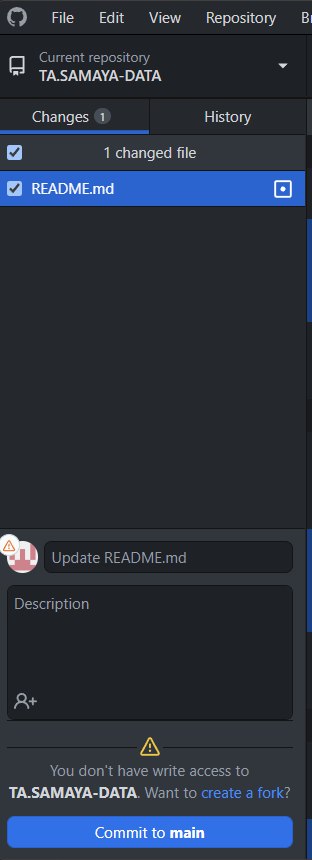 File Edit View Repository
Current repository
TA.SAMAYA-DATA
Changes 1 History
1 changed file
README.md
Update README.md
Description
You don't have write access to
TA.SAMAYA-DATA. Want to create a fork?
Commit to main